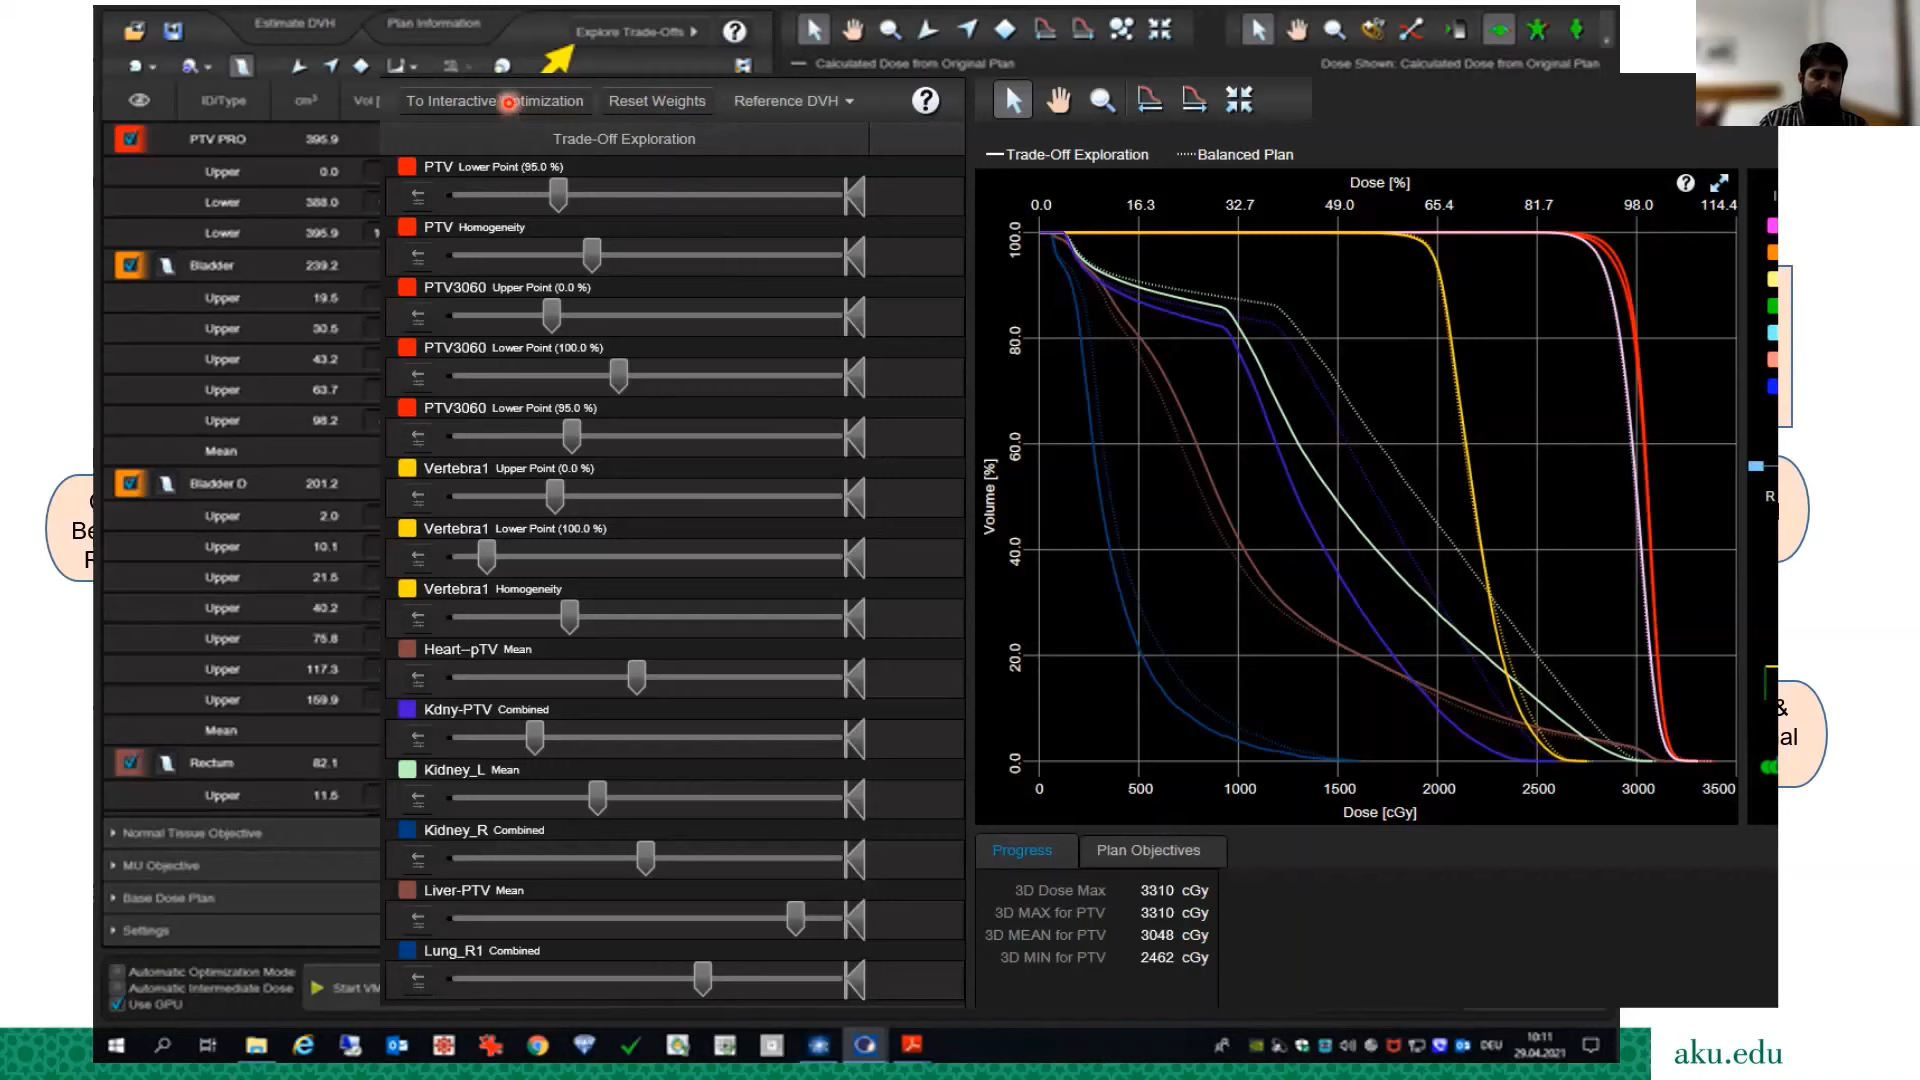 Estimate DVH
Plan Information
Explore Trade-Offs
?
Calculated Dose from Original Plan
Dose Shown: Calculated Dose from Original Plan
ID/Type
cm³
Vol [
To Interactive Optimization
Reset Weights
Reference DVH
?
Trade-Off Exploration
PTV PRO 395.9
Upper 0.0
Lower 388.0
Lower 395.9 1
Bladder 239.2
Upper 19.5
Upper 30.5
Upper 43.2
Upper 63.7
Upper 98.2
Mean
Bladder O 201.2
Upper 2.0
Upper 10.1
Upper 21.5
Upper 40.2
Upper 75.8
Upper 117.3
Upper 159.9
Mean
Rectum 82.1
Upper 11.5
Normal Tissue Objective
MU Objective
Base Dose Plan
Settings
Automatic Optimization Mode
Automatic Intermediate Dose
Use GPU
Start VM
PTV Lower Point (95.0 %)
PTV Homogeneity
PTV3060 Upper Point (0.0 %)
PTV3060 Lower Point (100.0 %)
PTV3060 Lower Point (95.0 %)
Vertebra1 Upper Point (0.0 %)
Vertebra1 Lower Point (100.0 %)
Vertebra1 Homogeneity
Heart--pTV Mean
Kdny-PTV Combined
Kidney_L Mean
Kidney_R Combined
Liver-PTV Mean
Lung_R1 Combined
Trade-Off Exploration
Balanced Plan
Dose [%]
?
0.0 16.3 32.7 49.0 65.4 81.7 98.0 114.4
100.0
80.0
60.0
40.0
20.0
0.0
Volume [%]
0 500 1000 1500 2000 2500 3000 3500
Dose [cGy]
Progress
Plan Objectives
3D Dose Max 3310 cGy
3D MAX for PTV 3310 cGy
3D MEAN for PTV 3048 cGy
3D MIN for PTV 2462 cGy
Be
R
&
al
DEU
10:11
29.04.2021
aku.edu